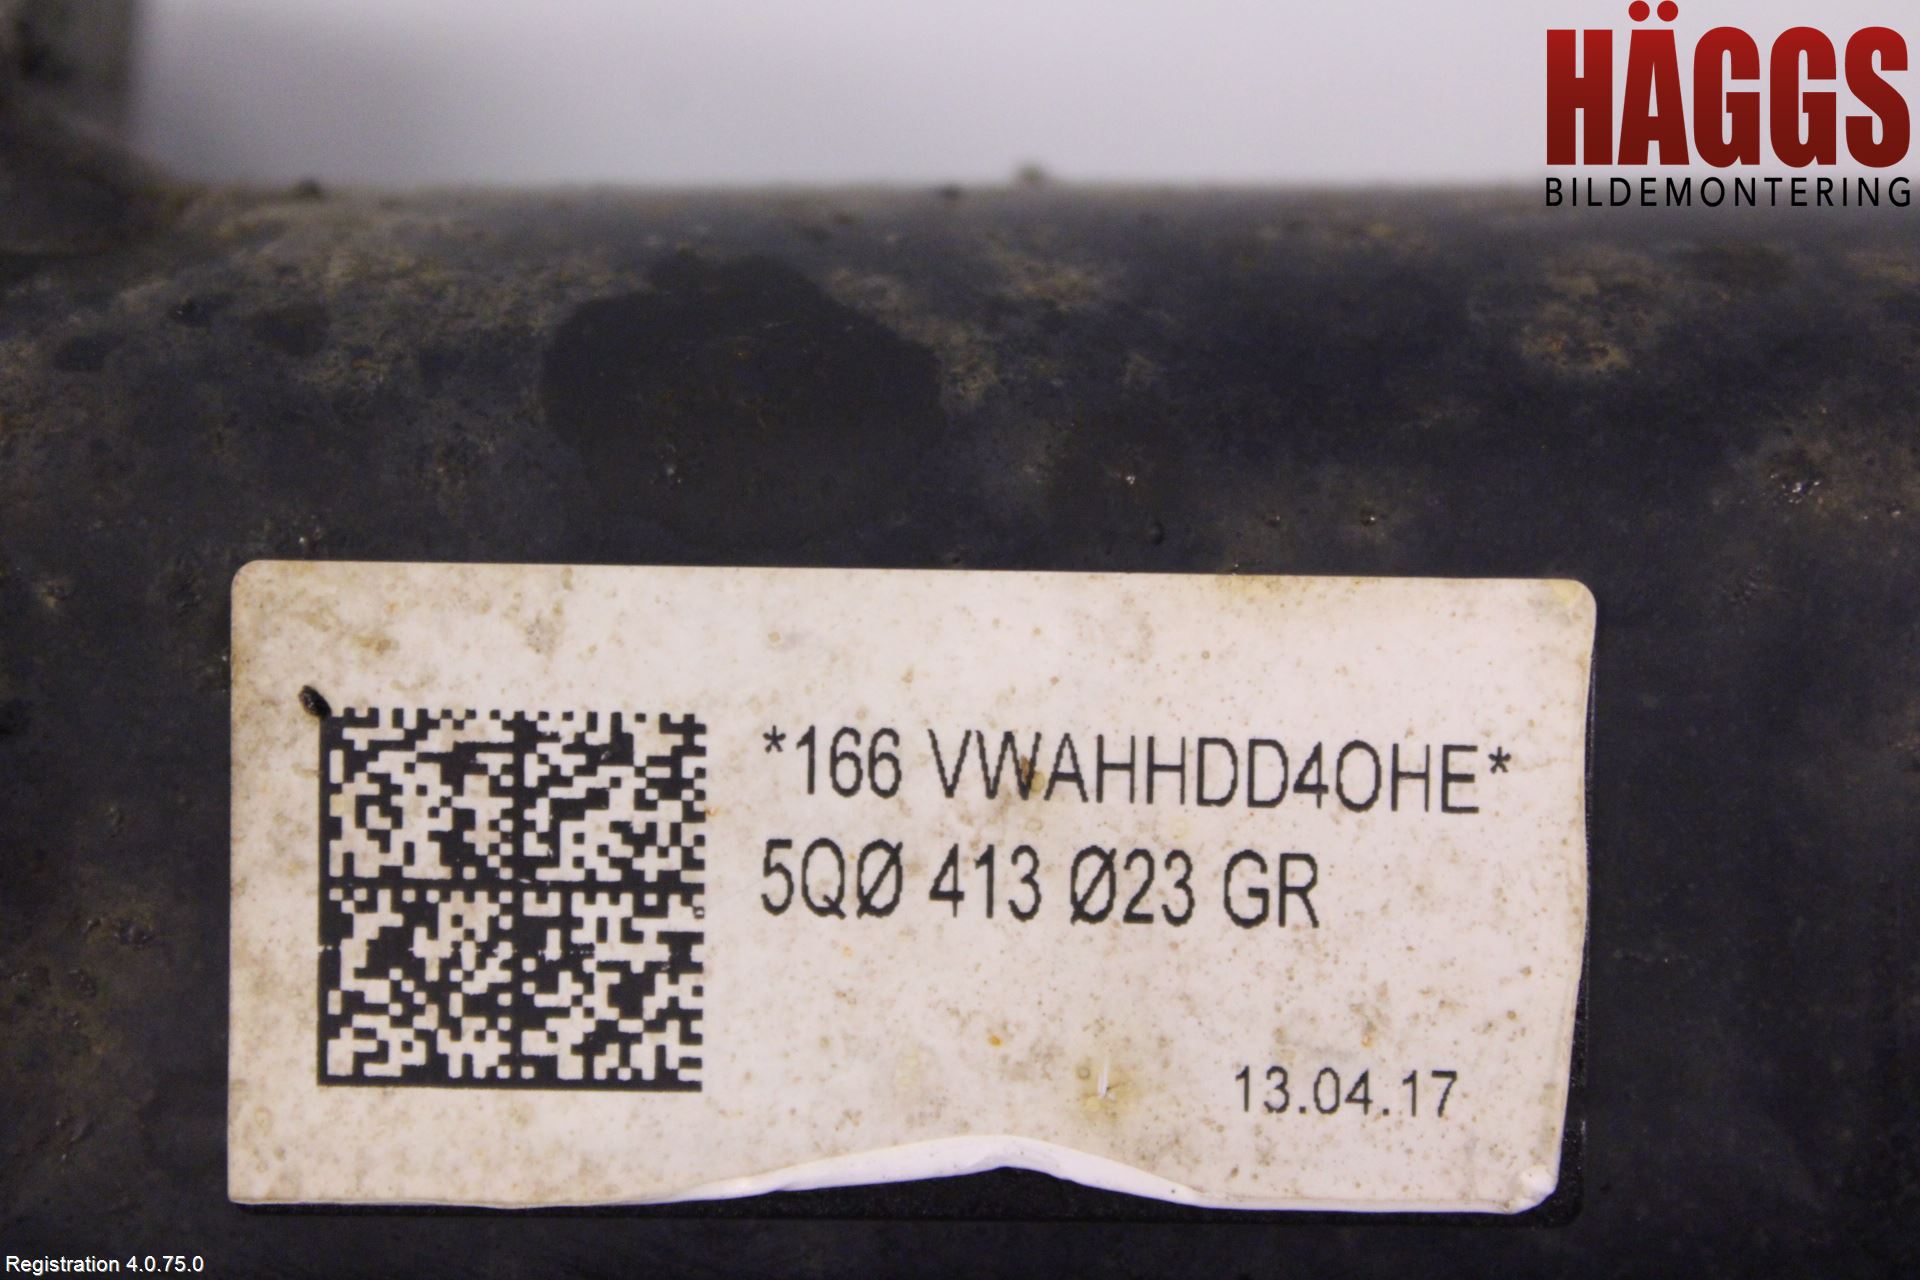 HÄGGS
BILDEMONTERING
*166 VWAHHDD4OHE*
5QØ 413 Ø23 GR
13.04.17
Registration 4.0.75.0